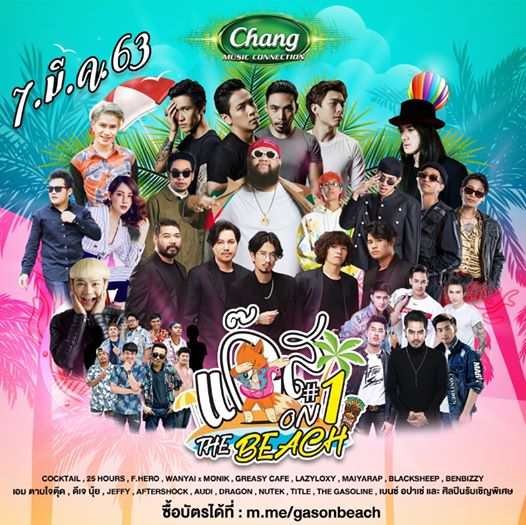 Chang
MUSIC CONNECTION
7.มี.ค.63
แก๊ส
#1
ON
THE BEACH
COCKTAIL , 25 HOURS , F.HERO , WANYAI x MONIK , GREASY CAFE , LAZYLOXY , MAIYARAP , BLACKSHEEP , BENBIZZY
เอม ตามใจตุ๊ด , ดีเจ นุ้ย , JEFFY , AFTERSHOCK , AUDI , DRAGON , NUTEK , TITLE , THE GASOLINE , เบนซ์ อปาเช่ และ ศิลปินรับเชิญพิเศษ
ซื้อบัตรได้ที่ : m.me/gasonbeach